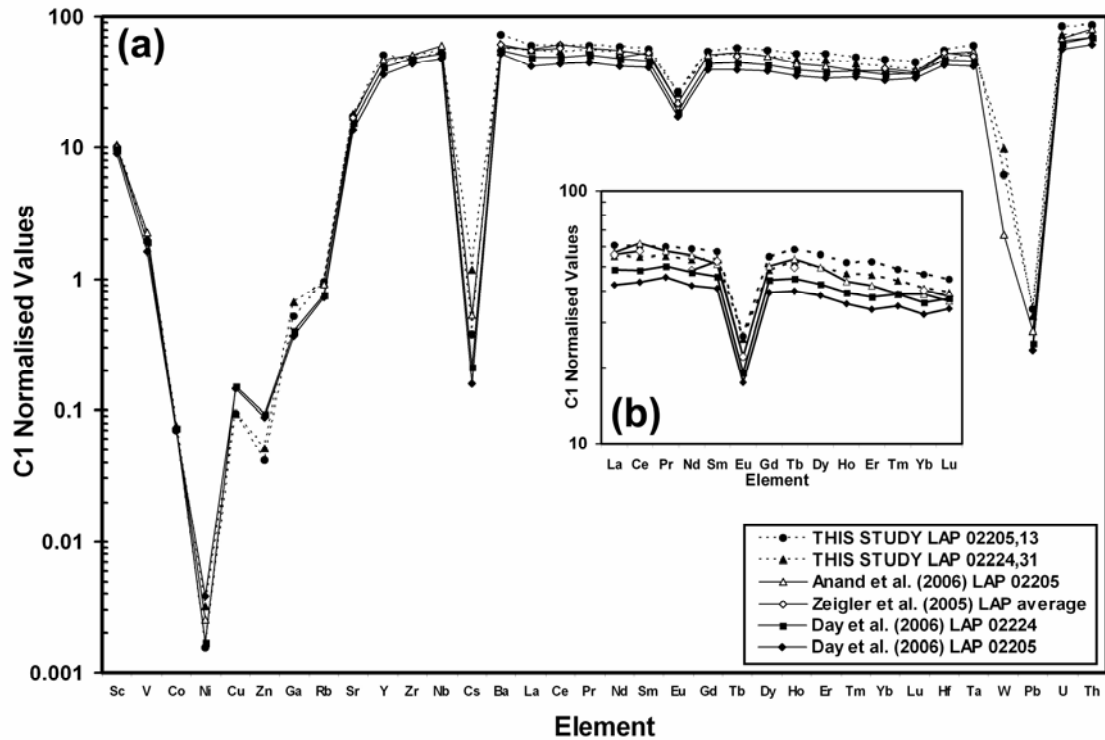 (a)
100
10
1
0.1
0.01
0.001
C1 Normalised Values
Sc V Co Ni Cu Zn Ga Rb Sr Y Zr Nb Cs Ba La Ce Pr Nd Sm Eu Gd Tb Dy Ho Er Tm Yb Lu Hf Ta W Pb U Th
Element
(b)
100
10
C1 Normalised Values
La Ce Pr Nd Sm Eu Gd Tb Dy Ho Er Tm Yb Lu
Element
THIS STUDY LAP 02205,13
THIS STUDY LAP 02224,31
Anand et al. (2006) LAP 02205
Zeigler et al. (2005) LAP average
Day et al. (2006) LAP 02224
Day et al. (2006) LAP 02205